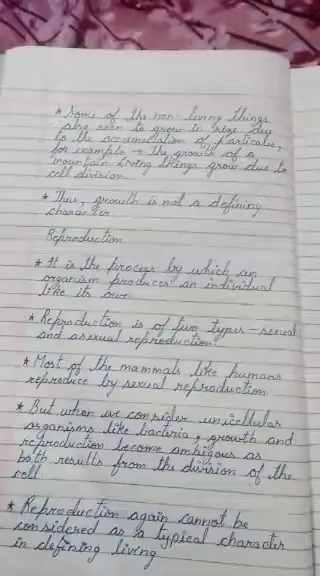 * Some of the non-living things
also seen to grow in size due
to the accumulation of particules,
for example → the growth of a
mountain living things grow due to
cell division.
* Thus, growth is not a defining
character
Reproduction
* It is the process by which an
organism produces an individual
like its own
* Reproduction is of two types - sexual
and asexual reproduction.
* Most of the mammals like humans
reproduce by sexual reproduction
* But when we consider unicellular
organisms like bacteria, growth and
reproduction become ambigous as
both results from the division of the
cell.
* Reproduction again cannot be
considered as a typical character
in defining living